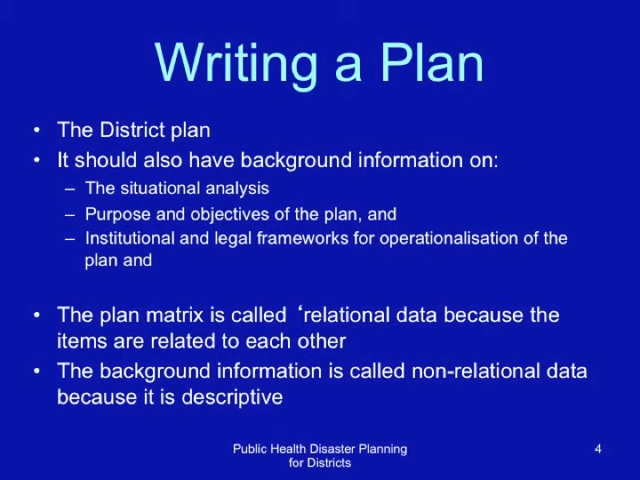 Writing a Plan
• The District plan
• It should also have background information on:
– The situational analysis
– Purpose and objectives of the plan, and
– Institutional and legal frameworks for operationalisation of the
plan and
• The plan matrix is called ‘relational data because the
items are related to each other
• The background information is called non-relational data
because it is descriptive
Public Health Disaster Planning
for Districts
4